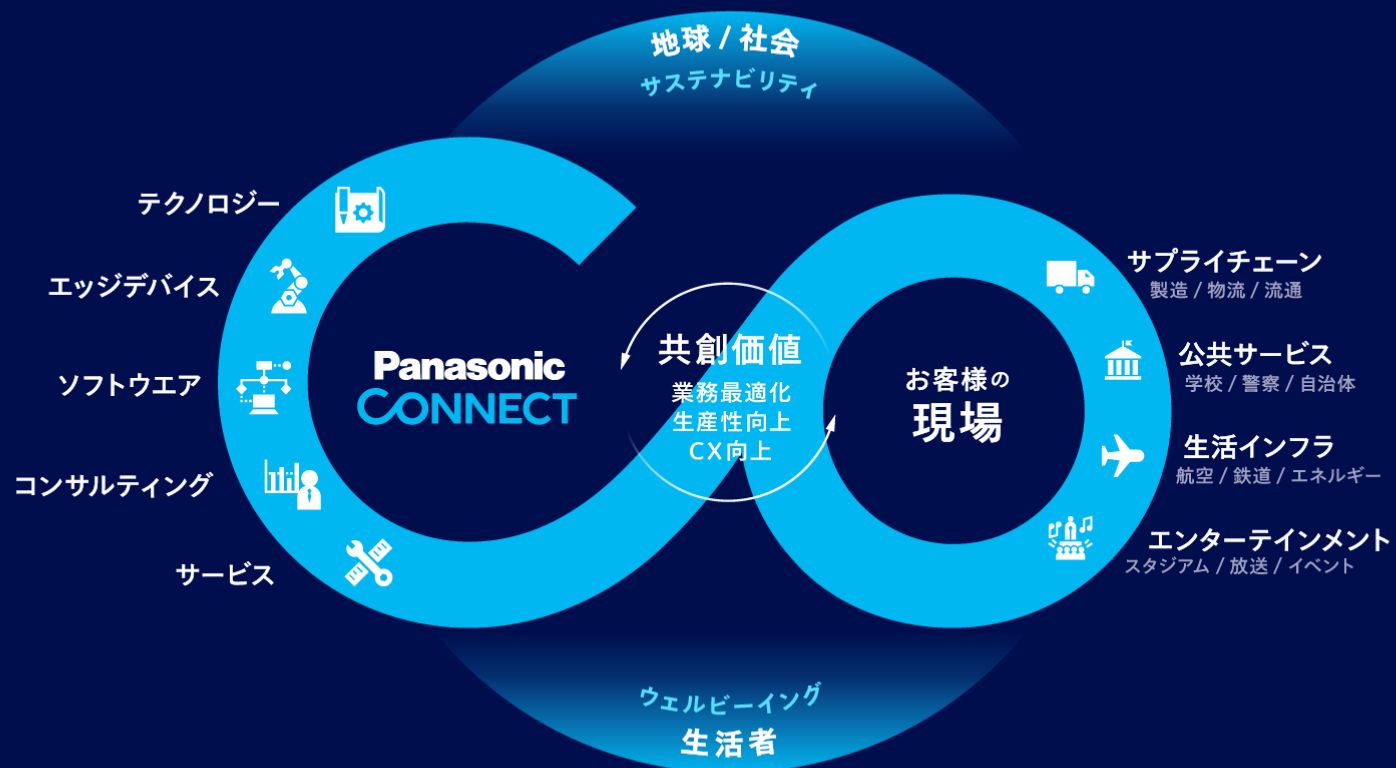 地球 / 社会
サステナビリティ
テクノロジー
エッジデバイス
ソフトウエア
コンサルティング
サービス
Panasonic
CONNECT
共創価値
業務最適化
生産性向上
CX向上
お客様の
現場
サプライチェーン
製造 / 物流 / 流通
公共サービス
学校 / 警察 / 自治体
生活インフラ
航空 / 鉄道 / エネルギー
エンターテインメント
スタジアム / 放送 / イベント
ウェルビーイング
生活者